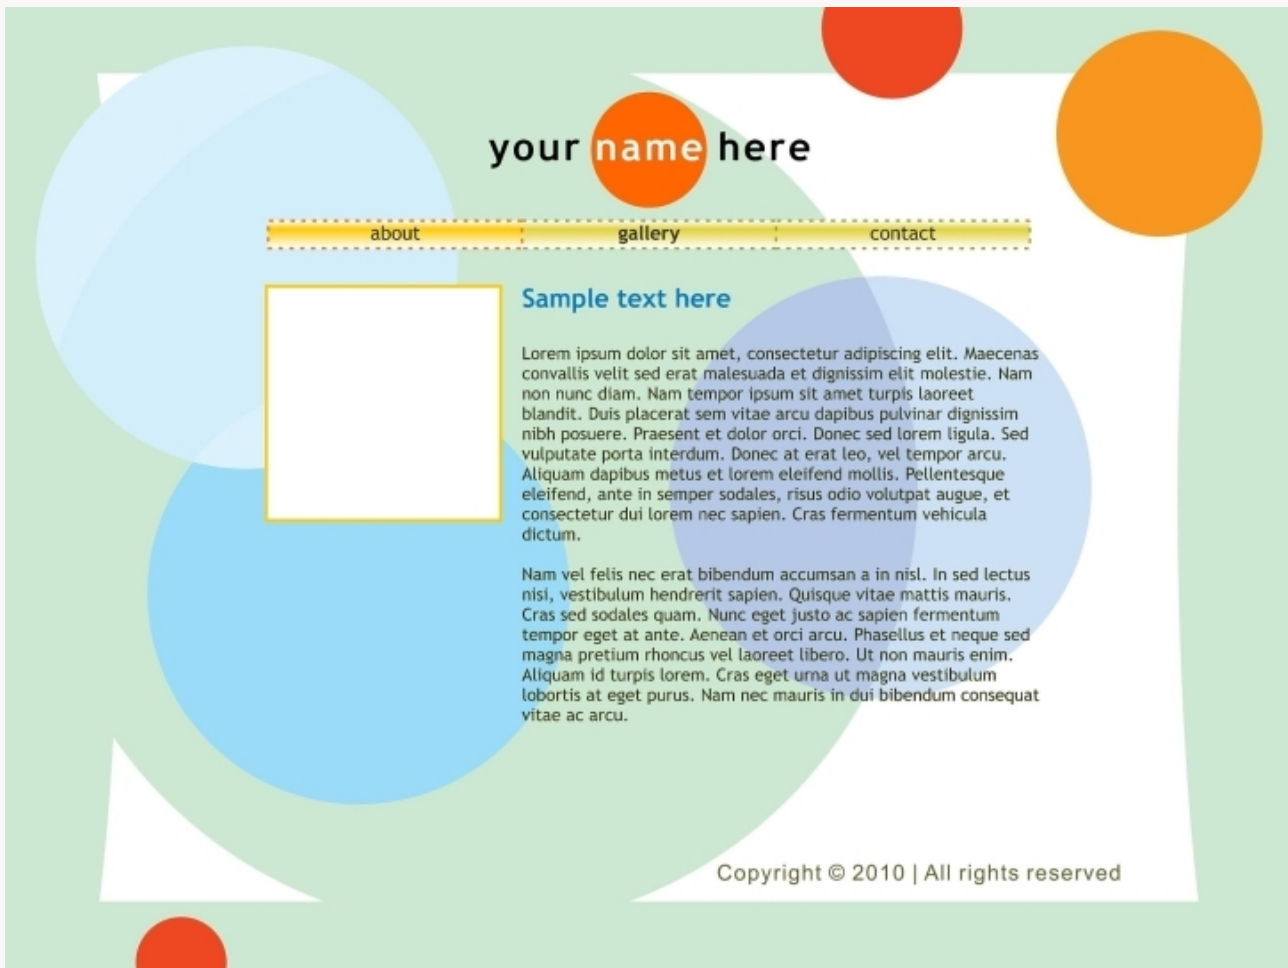 your name here
about gallery contact
Sample text here
Lorem ipsum dolor sit amet, consectetur adipiscing elit. Maecenas
convallis velit sed erat malesuada et dignissim elit molestie. Nam
non nunc diam. Nam tempor ipsum sit amet turpis laoreet
blandit. Duis placerat sem vitae arcu dapibus pulvinar dignissim
nibh posuere. Praesent et dolor orci. Donec sed lorem ligula. Sed
vulputate porta interdum. Donec at erat leo, vel tempor arcu.
Aliquam dapibus metus et lorem eleifend mollis. Pellentesque
eleifend, ante in semper sodales, risus odio volutpat augue, et
consectetur dui lorem nec sapien. Cras fermentum vehicula
dictum.
Nam vel felis nec erat bibendum accumsan a in nisl. In sed lectus
nisi, vestibulum hendrerit sapien. Quisque vitae mattis mauris.
Cras sed sodales quam. Nunc eget justo ac sapien fermentum
tempor eget at ante. Aenean et orci arcu. Phasellus et neque sed
magna pretium rhoncus vel laoreet libero. Ut non mauris enim.
Aliquam id turpis lorem. Cras eget urna ut magna vestibulum
lobortis at eget purus. Nam nec mauris in dui bibendum consequat
vitae ac arcu.
Copyright © 2010 | All rights reserved